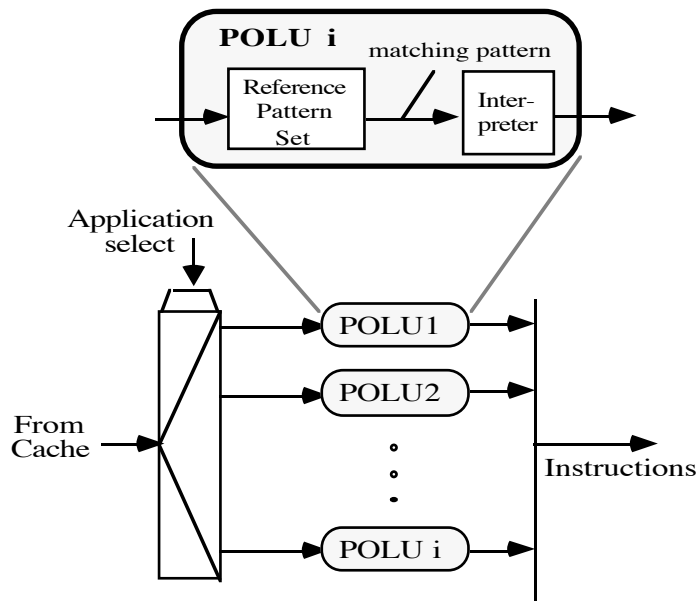 POLU i
matching pattern
Reference
Pattern
Set
Inter-
preter
Application
select
POLU1
POLU2
From
Cache
Instructions
POLU i